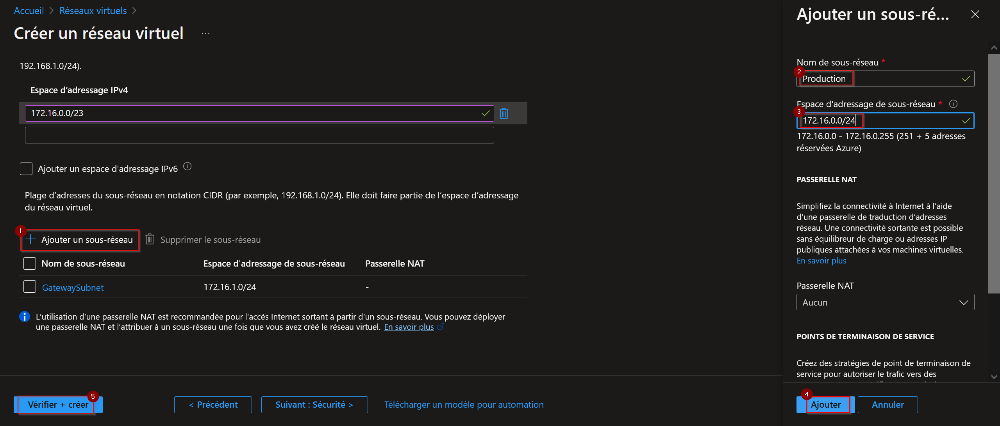 Accueil > Réseaux virtuels >
Créer un réseau virtuel ...
192.168.1.0/24).
Espace d’adressage IPv4
172.16.0.0/23
Ajouter un espace d'adressage IPv6
Plage d’adresses du sous-réseau en notation CIDR (par exemple, 192.168.1.0/24). Elle doit faire partie de l’espace d’adressage
du réseau virtuel.
1
+ Ajouter un sous-réseau
Supprimer le sous-réseau
Nom de sous-réseau
Espace d'adressage de sous-réseau
Passerelle NAT
GatewaySubnet
172.16.1.0/24
-
L’utilisation d’une passerelle NAT est recommandée pour l’accès Internet sortant à partir d’un sous-réseau. Vous pouvez déployer
une passerelle NAT et l’attribuer à un sous-réseau une fois que vous avez créé le réseau virtuel. En savoir plus
5
Vérifier + créer
< Précédent
Suivant : Sécurité >
Télécharger un modèle pour automation
Ajouter un sous-ré...
Nom de sous-réseau *
2
Production
Espace d'adressage de sous-réseau *
3
172.16.0.0/24
172.16.0.0 - 172.16.0.255 (251 + 5 adresses
réservées Azure)
PASSERELLE NAT
Simplifiez la connectivité à Internet à l’aide
d’une passerelle de traduction d’adresses
réseau. Une connectivité sortante est possible
sans équilibreur de charge ou adresses IP
publiques attachées à vos machines virtuelles.
En savoir plus
Passerelle NAT
Aucun
POINTS DE TERMINAISON DE SERVICE
Créez des stratégies de point de terminaison de
service pour autoriser le trafic vers des
4
Ajouter
Annuler